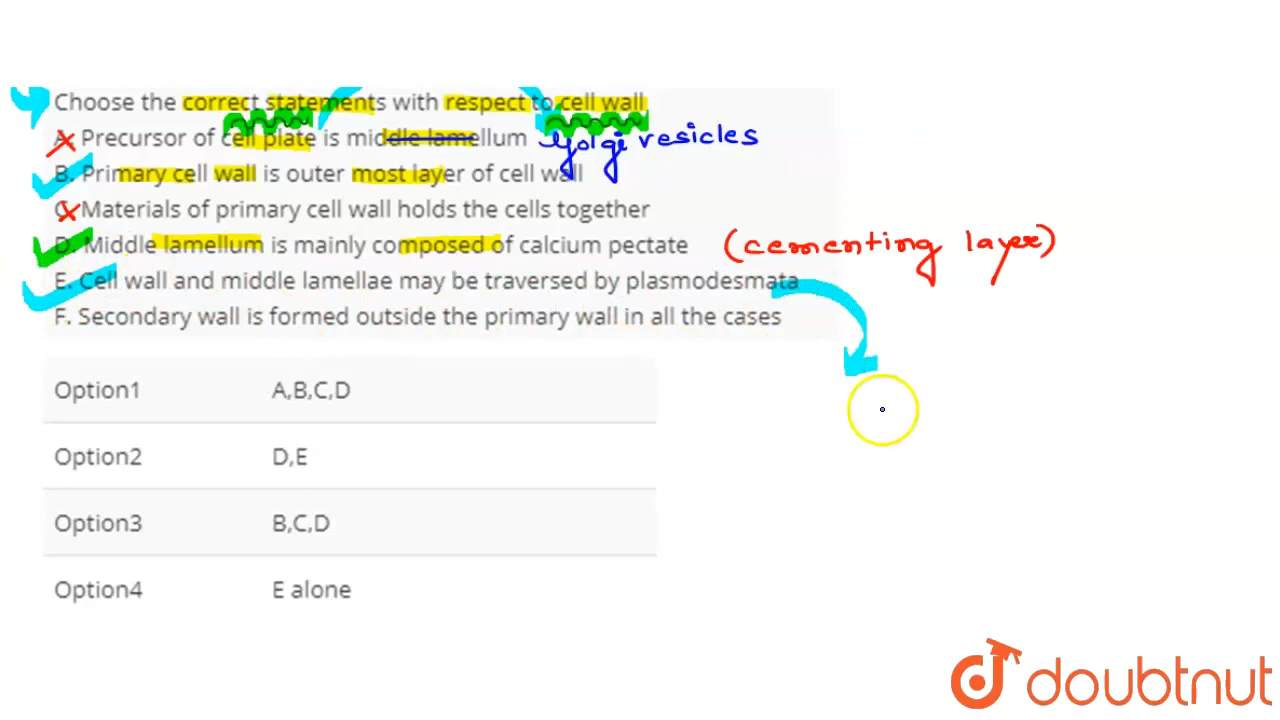 Choose the correct statements with respect to cell wall
A. Precursor of cell plate is middle lamellum Golgi vesicles
B. Primary cell wall is outer most layer of cell wall
C. Materials of primary cell wall holds the cells together
D. Middle lamellum is mainly composed of calcium pectate (cementing layer)
E. Cell wall and middle lamellae may be traversed by plasmodesmata
F. Secondary wall is formed outside the primary wall in all the cases
Option1 A,B,C,D
Option2 D,E
Option3 B,C,D
Option4 E alone
doubtnut